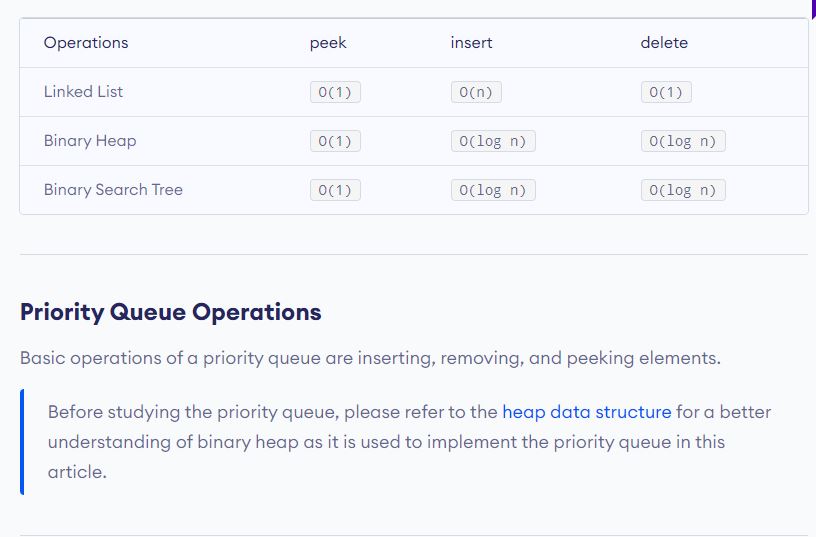 Operations peek insert delete
Linked List O(1) O(n) O(1)
Binary Heap O(1) O(log n) O(log n)
Binary Search Tree O(1) O(log n) O(log n)
Priority Queue Operations
Basic operations of a priority queue are inserting, removing, and peeking elements.
Before studying the priority queue, please refer to the heap data structure for a better
understanding of binary heap as it is used to implement the priority queue in this
article.